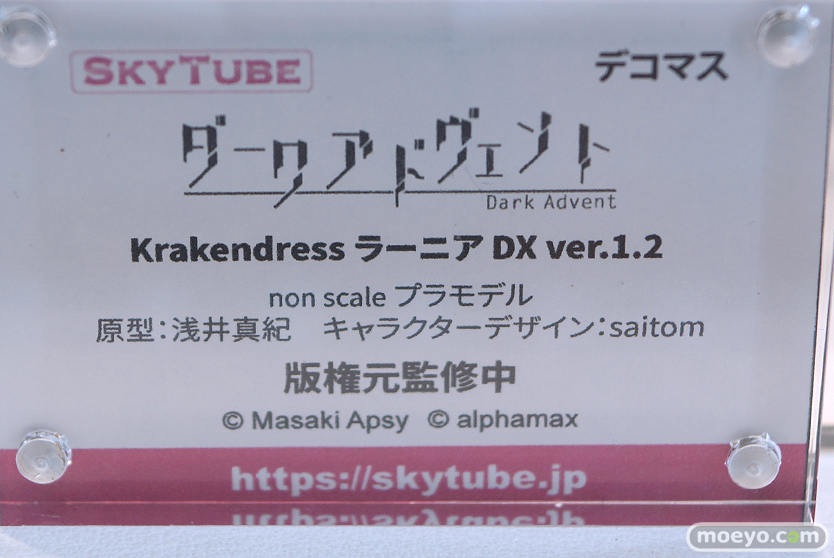 SKYTUBE
デコマス
ダークアドヴェント
Dark Advent
Krakendress ラーニア DX ver.1.2
non scale プラモデル
原型：浅井真紀　キャラクターデザイン：saitom
版権元監修中
© Masaki Apsy © alphamax
https://skytube.jp
moeyo.com